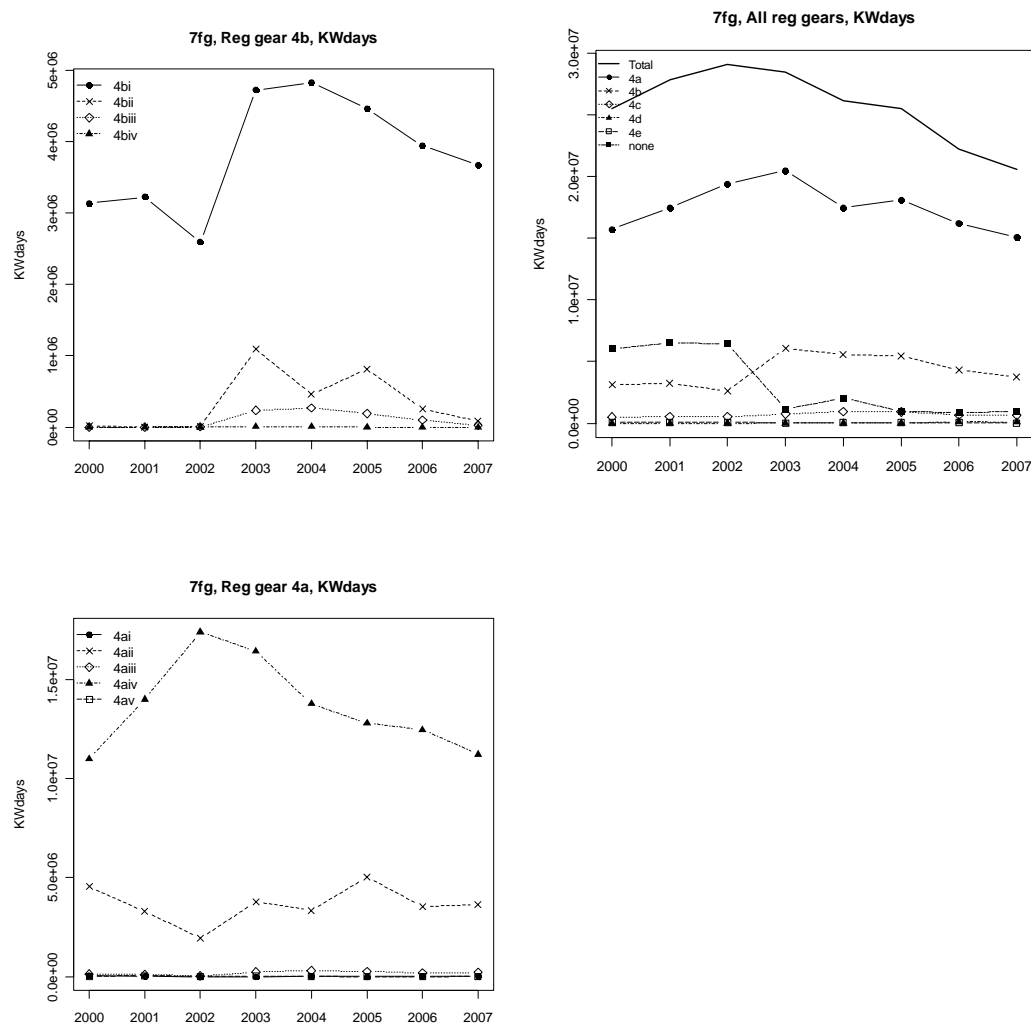 7fg, Reg gear 4b, KWdays
KWdays
0e+00
1e+06
2e+06
3e+06
4e+06
5e+06
4bi
4bii
4biii
4biv
2000 2001 2002 2003 2004 2005 2006 2007
7fg, All reg gears, KWdays
KWdays
0.0e+00
1.0e+07
2.0e+07
3.0e+07
Total
4a
4b
4c
4d
4e
none
2000 2001 2002 2003 2004 2005 2006 2007
7fg, Reg gear 4a, KWdays
KWdays
0.0e+00
5.0e+06
1.0e+07
1.5e+07
4ai
4aii
4aiii
4aiv
4av
2000 2001 2002 2003 2004 2005 2006 2007